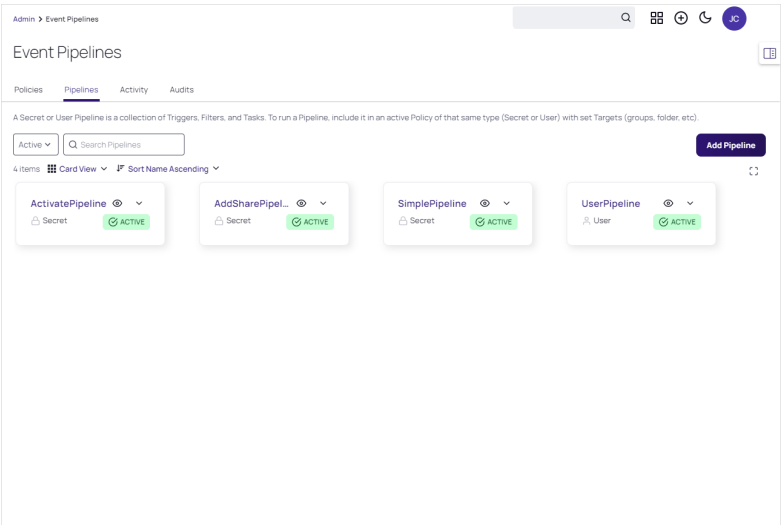 Admin > Event Pipelines
JC
Event Pipelines
Policies Pipelines Activity Audits
A Secret or User Pipeline is a collection of Triggers, Filters, and Tasks. To run a Pipeline, include it in an active Policy of that same type (Secret or User) with set Targets (groups, folder, etc).
Active Search Pipelines Add Pipeline
4 items Card View Sort Name Ascending
ActivatePipeline AddSharePipel... SimplePipeline UserPipeline
Secret ACTIVE Secret ACTIVE Secret ACTIVE User ACTIVE